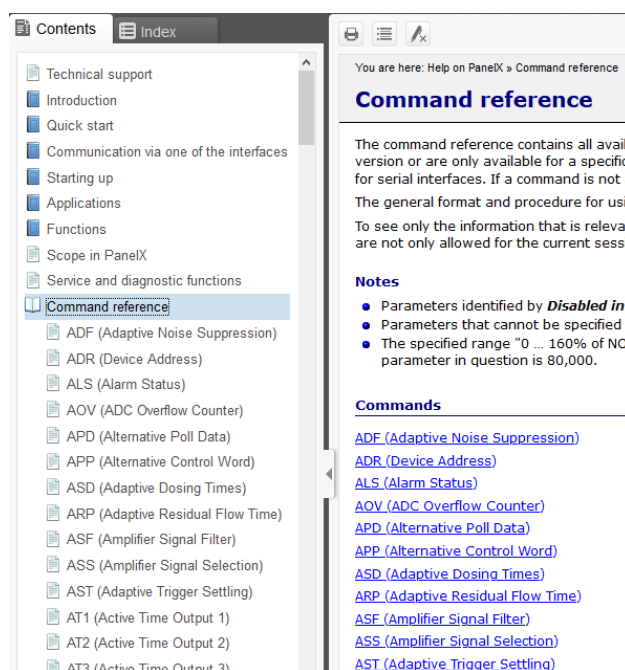 Contents
Index
Technical support
Introduction
Quick start
Communication via one of the interfaces
Starting up
Applications
Functions
Scope in PanelX
Service and diagnostic functions
Command reference
ADF (Adaptive Noise Suppression)
ADR (Device Address)
ALS (Alarm Status)
AOV (ADC Overflow Counter)
APD (Alternative Poll Data)
APP (Alternative Control Word)
ASD (Adaptive Dosing Times)
ARP (Adaptive Residual Flow Time)
ASF (Amplifier Signal Filter)
ASS (Amplifier Signal Selection)
AST (Adaptive Trigger Settling)
AT1 (Active Time Output 1)
AT2 (Active Time Output 2)
AT3 (Active Time Output 3)
You are here: Help on PanelX » Command reference
Command reference
The command reference contains all avai
version or are only available for a specific
for serial interfaces. If a command is not
The general format and procedure for usi
To see only the information that is releva
are not only allowed for the current sess
Notes
Parameters identified by Disabled in
Parameters that cannot be specified
The specified range "0 … 160% of NO
parameter in question is 80,000.
Commands
ADF (Adaptive Noise Suppression)
ADR (Device Address)
ALS (Alarm Status)
AOV (ADC Overflow Counter)
APD (Alternative Poll Data)
APP (Alternative Control Word)
ASD (Adaptive Dosing Times)
ARP (Adaptive Residual Flow Time)
ASF (Amplifier Signal Filter)
ASS (Amplifier Signal Selection)
AST (Adaptive Trigger Settling)